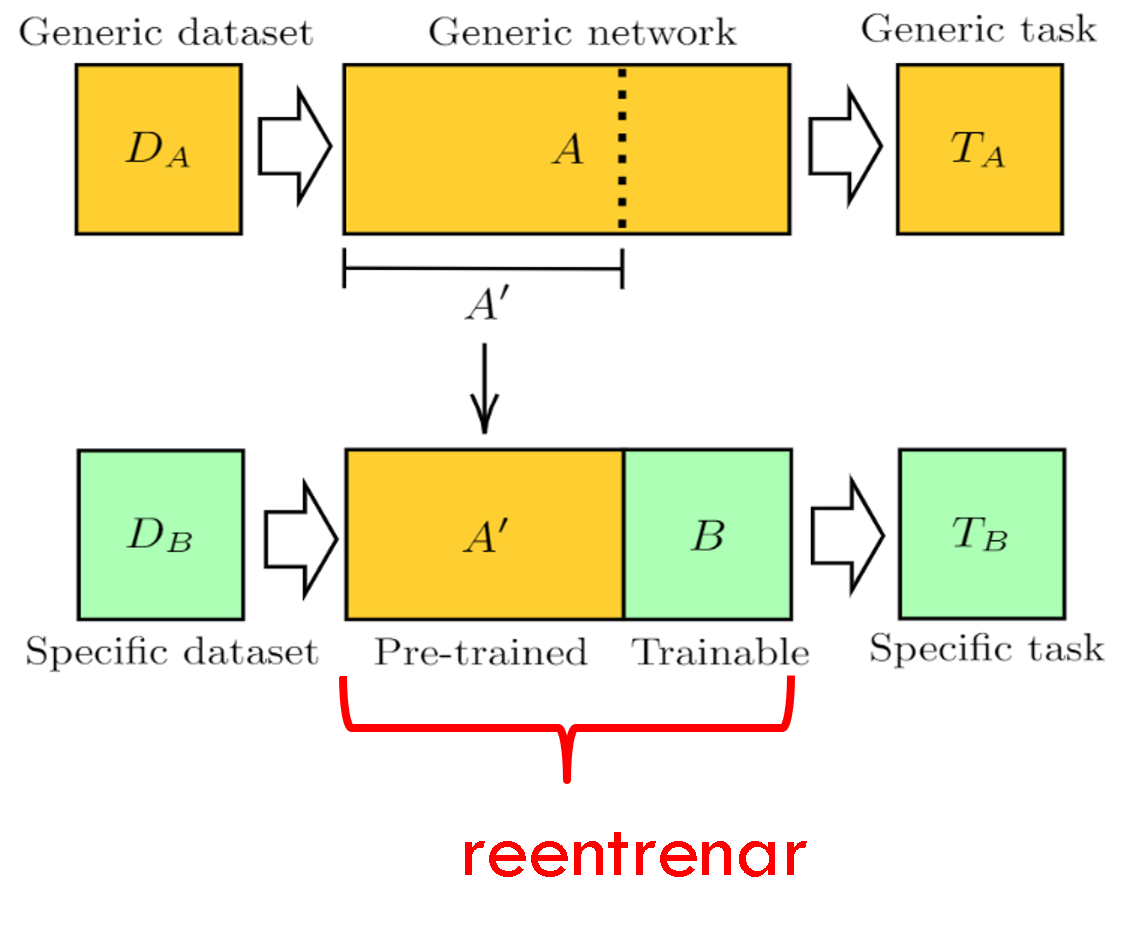 Generic dataset
Generic network
Generic task
D_A
A
T_A
A′
D_B
A′
B
T_B
Specific dataset
Pre-trained
Trainable
Specific task
reentrenar